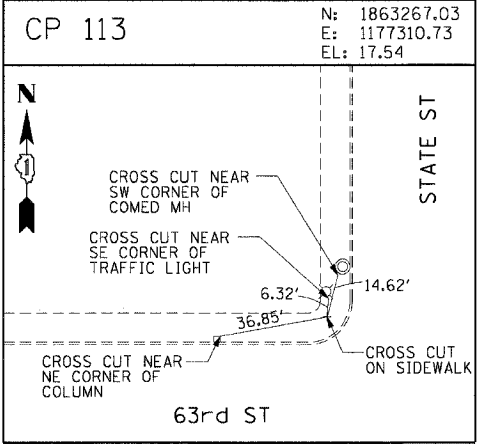 CP 113
N: 1863267.03
E: 1177310.73
EL: 17.54
N
1
STATE ST
CROSS CUT NEAR
SW CORNER OF
COMED MH
CROSS CUT NEAR
SE CORNER OF
TRAFFIC LIGHT
6.32'
14.62'
36.85'
CROSS CUT NEAR
NE CORNER OF
COLUMN
CROSS CUT
ON SIDEWALK
63rd ST